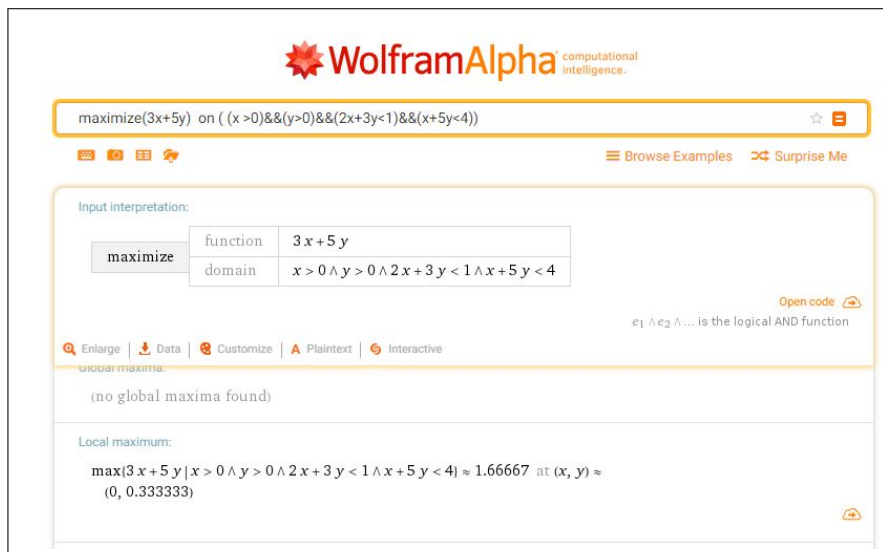 WolframAlpha computational intelligence.
maximize(3x+5y) on ( (x >0)&&(y>0)&&(2x+3y<1)&&(x+5y<4))
Browse Examples Surprise Me
Input interpretation:
maximize
function 3 x + 5 y
domain x > 0 ∧ y > 0 ∧ 2 x + 3 y < 1 ∧ x + 5 y < 4
Open code
e₁ ∧ e₂ ∧ ... is the logical AND function
Enlarge | Data | Customize | A Plaintext | Interactive
Global maxima:
(no global maxima found)
Local maximum:
max{3 x + 5 y | x > 0 ∧ y > 0 ∧ 2 x + 3 y < 1 ∧ x + 5 y < 4} ≈ 1.66667 at (x, y) ≈
(0, 0.333333)